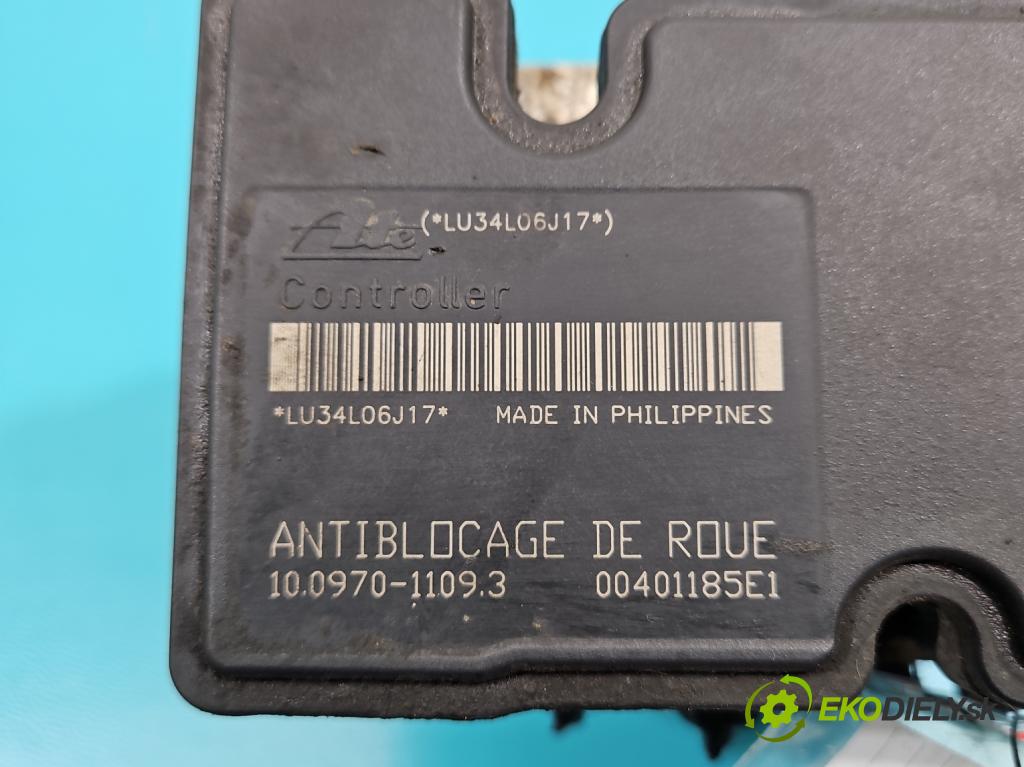 Ate (*LU34L06J17*)
Controller
*LU34L06J17* MADE IN PHILIPPINES
ANTIBLOCAGE DE ROUE
10.0970-1109.3 00401185E1
EKODIELY.SK